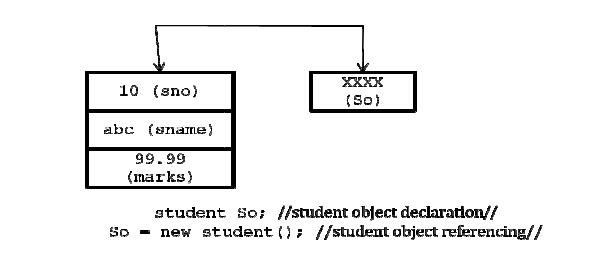 10 (sno)
XXXX
(So)
abc (sname)
99.99
(marks)
student So; //student object declaration//
So = new student(); //student object referencing//